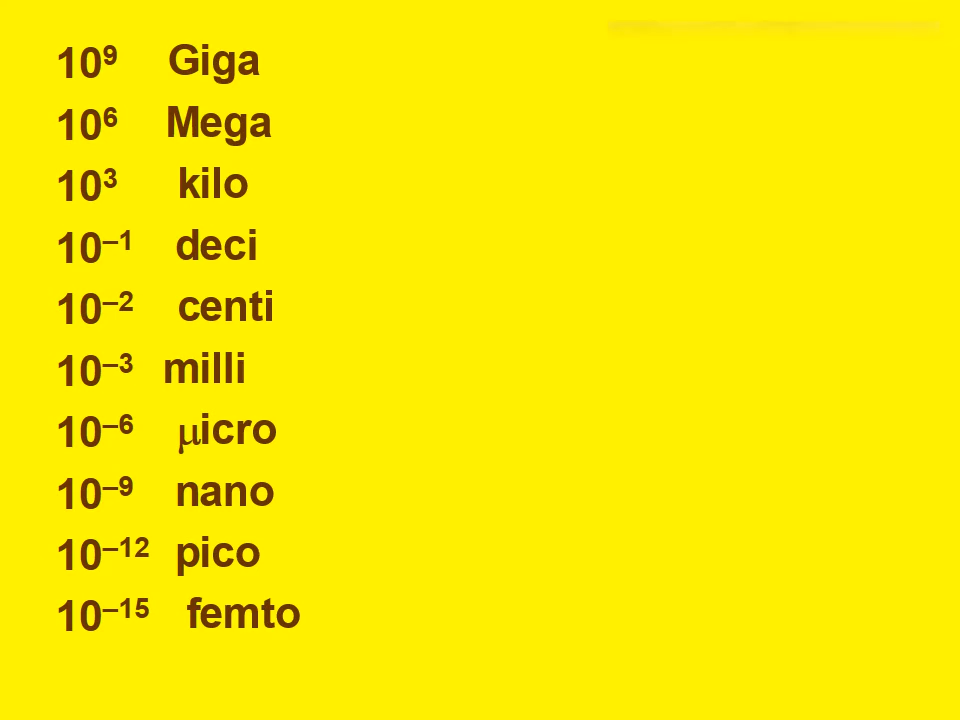 10⁹ Giga
10⁶ Mega
10³ kilo
10⁻¹ deci
10⁻² centi
10⁻³ milli
10⁻⁶ μicro
10⁻⁹ nano
10⁻¹² pico
10⁻¹⁵ femto